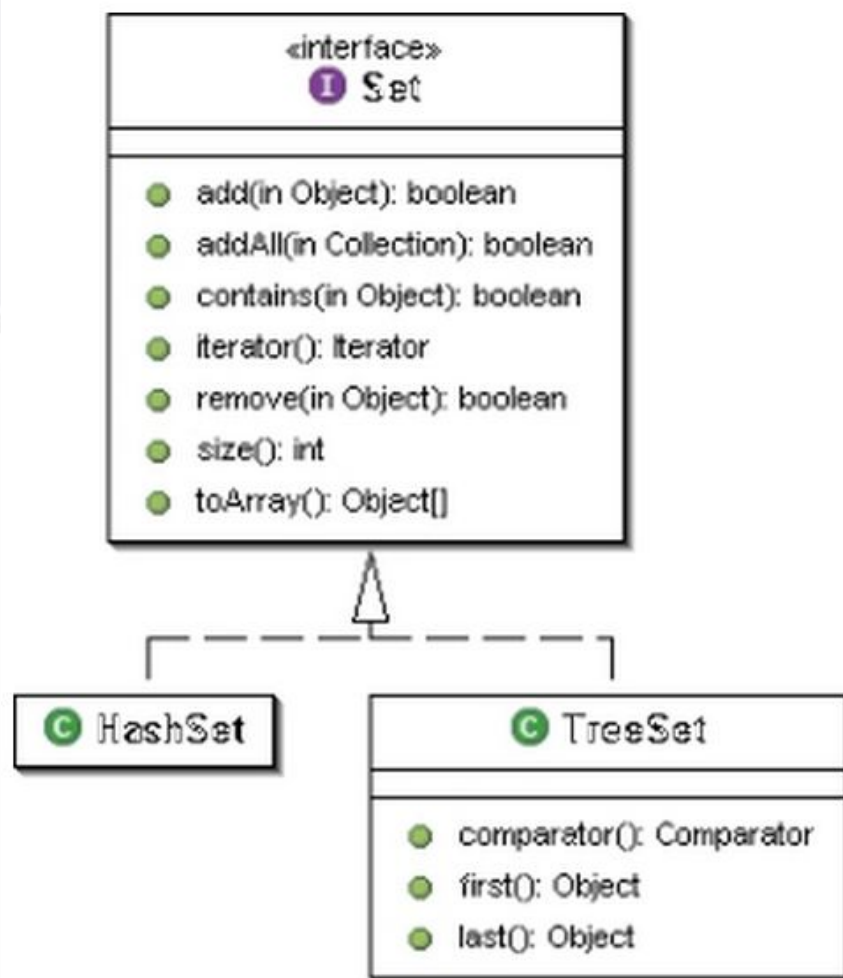 «interface»
I Set
add(in Object): boolean
addAll(in Collection): boolean
contains(in Object): boolean
iterator(): Iterator
remove(in Object): boolean
size(): int
toArray(): Object[]
C HashSet
C TreeSet
comparator(): Comparator
first(): Object
last(): Object